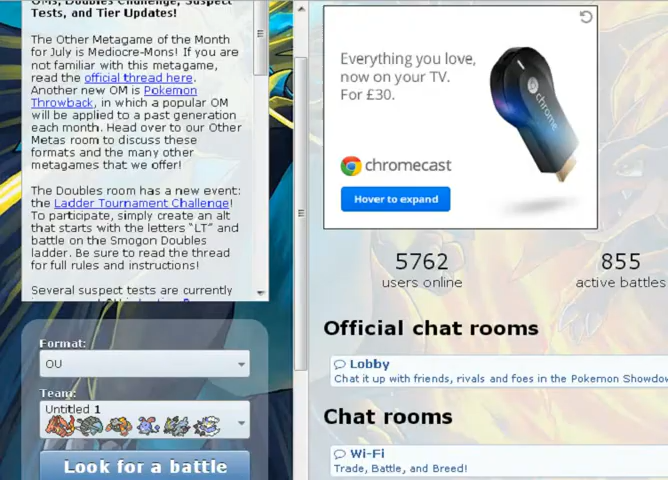 OMs, Doubles Challenge, Suspect
Tests, and Tier Updates!
The Other Metagame of the Month
for July is Mediocre-Mons! If you are
not familiar with this metagame,
read the official thread here.
Another new OM is Pokemon
Throwback, in which a popular OM
will be applied to a past generation
each month. Head over to our Other
Metas room to discuss these
formats and the many other
metagames that we offer!
The Doubles room has a new event:
the Ladder Tournament Challenge!
To participate, simply create an alt
that starts with the letters "LT" and
battle on the Smogon Doubles
ladder. Be sure to read the thread
for full rules and instructions!
Several suspect tests are currently
Format:
OU
Team:
Untitled 1
Look for a battle
Everything you love,
now on your TV.
For £30.
chrome
chromecast
Hover to expand
5762
users online
855
active battles
Official chat rooms
Lobby
Chat it up with friends, rivals and foes in the Pokemon Showdow
Chat rooms
Wi-Fi
Trade, Battle, and Breed!